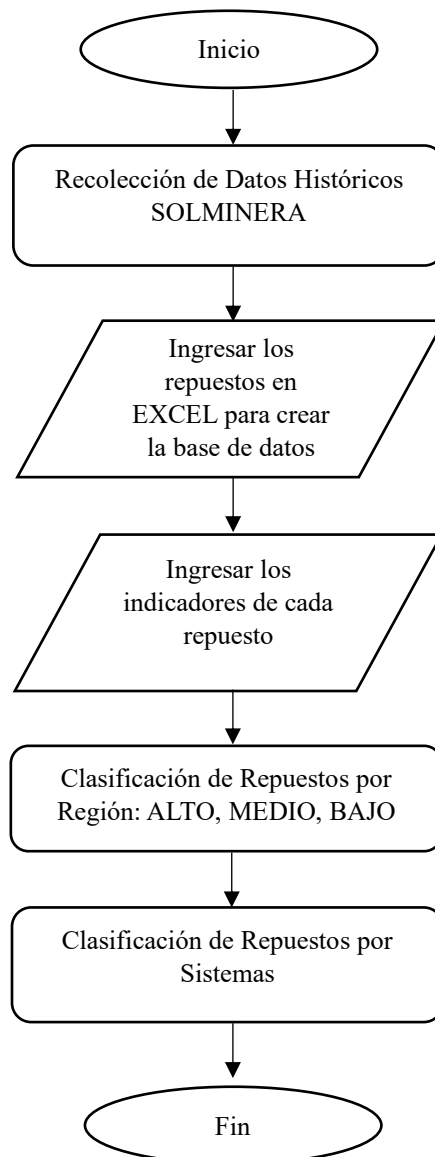 Inicio
Recolección de Datos Históricos
SOLMINERA
Ingresar los
repuestos en
EXCEL para crear
la base de datos
Ingresar los
indicadores de cada
repuesto
Clasificación de Repuestos por
Región: ALTO, MEDIO, BAJO
Clasificación de Repuestos por
Sistemas
Fin